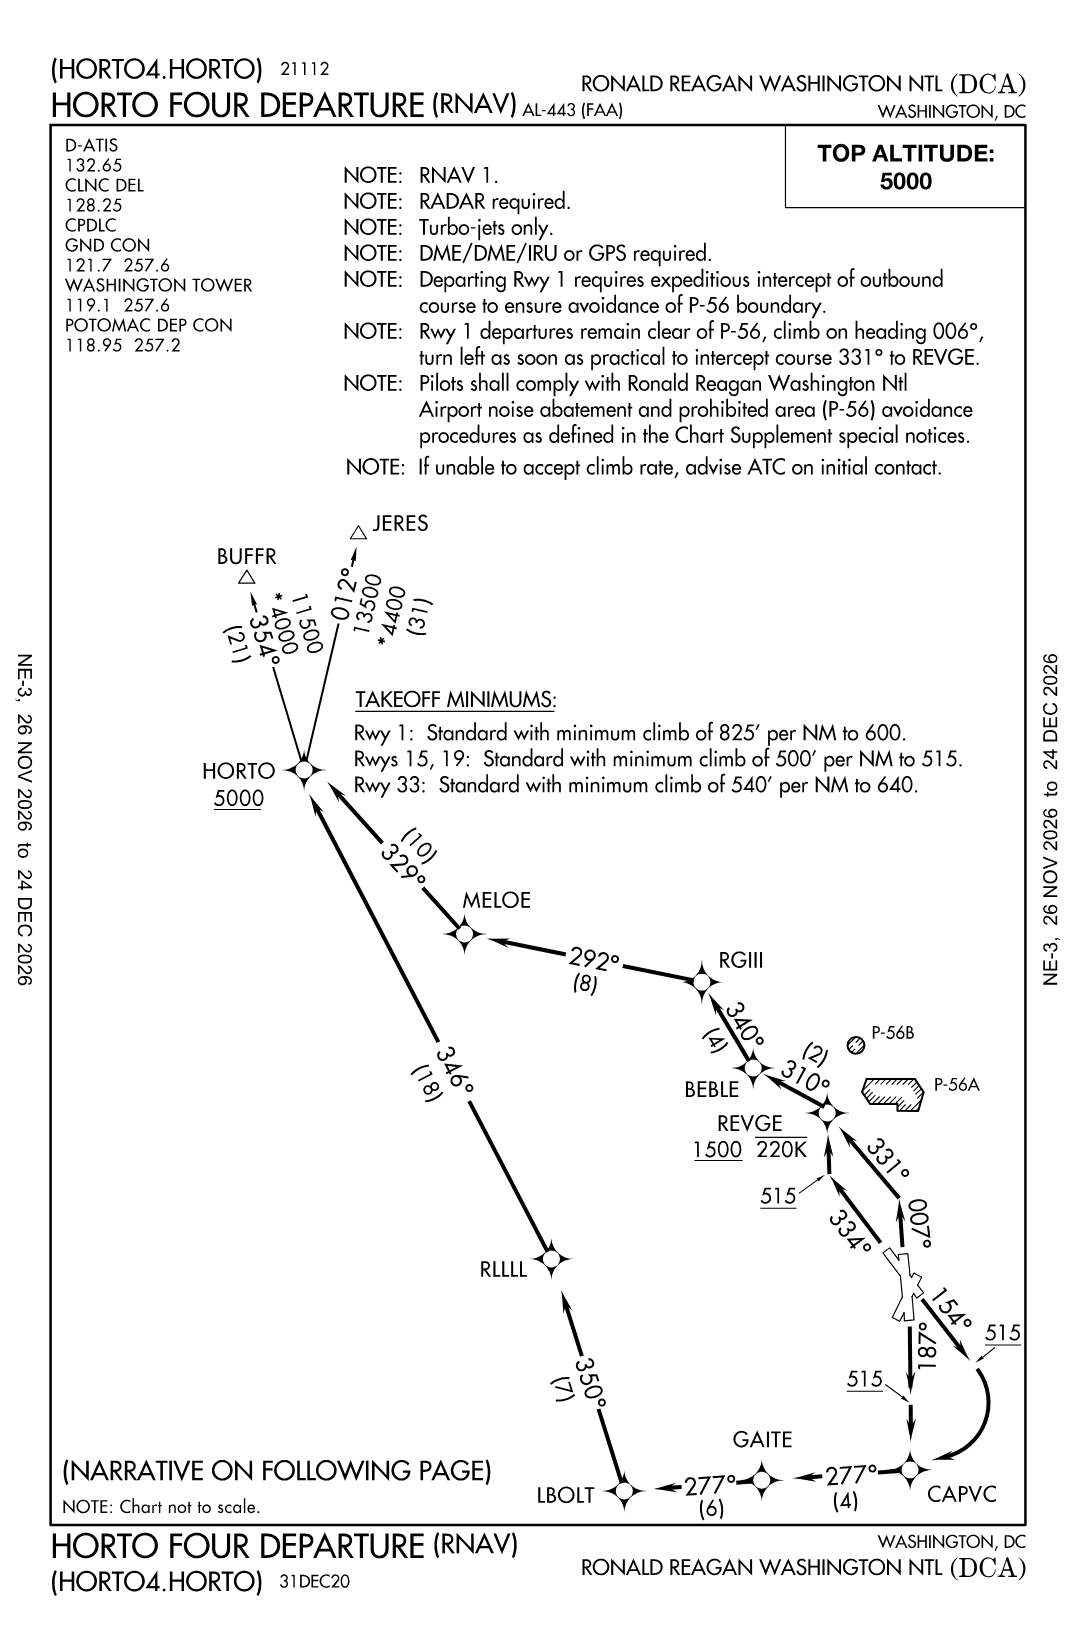 (HORTO4.HORTO) 21112
HORTO FOUR DEPARTURE (RNAV) AL-443 (FAA)
RONALD REAGAN WASHINGTON NTL (DCA)
WASHINGTON, DC
D-ATIS
132.65
CLNC DEL
128.25
CPDLC
GND CON
121.7 257.6
WASHINGTON TOWER
119.1 257.6
POTOMAC DEP CON
118.95 257.2
TOP ALTITUDE:
5000
NOTE: RNAV 1.
NOTE: RADAR required.
NOTE: Turbo-jets only.
NOTE: DME/DME/IRU or GPS required.
NOTE: Departing Rwy 1 requires expeditious intercept of outbound
course to ensure avoidance of P-56 boundary.
NOTE: Rwy 1 departures remain clear of P-56, climb on heading 006°,
turn left as soon as practical to intercept course 331° to REVGE.
NOTE: Pilots shall comply with Ronald Reagan Washington Ntl
Airport noise abatement and prohibited area (P-56) avoidance
procedures as defined in the Chart Supplement special notices.
NOTE: If unable to accept climb rate, advise ATC on initial contact.
JERES
BUFFR
012°
13500
*4400
(31)
11500
*4000
354°
(21)
TAKEOFF MINIMUMS:
Rwy 1: Standard with minimum climb of 825' per NM to 600.
Rwys 15, 19: Standard with minimum climb of 500' per NM to 515.
Rwy 33: Standard with minimum climb of 540' per NM to 640.
HORTO
5000
(10)
329°
MELOE
292°
(8)
RGIII
340°
(4)
P-56B
(2)
310°
BEBLE
P-56A
REVGE
1500 220K
331°
515
334°
007°
346°
(18)
RLLLL
154°
515
187°
350°
(7)
515
GAITE
277°
(4)
277°
(6)
LBOLT
CAPVC
(NARRATIVE ON FOLLOWING PAGE)
NOTE: Chart not to scale.
HORTO FOUR DEPARTURE (RNAV)
(HORTO4.HORTO) 31DEC20
WASHINGTON, DC
RONALD REAGAN WASHINGTON NTL (DCA)
NE-3, 26 NOV 2026 to 24 DEC 2026
NE-3, 26 NOV 2026 to 24 DEC 2026